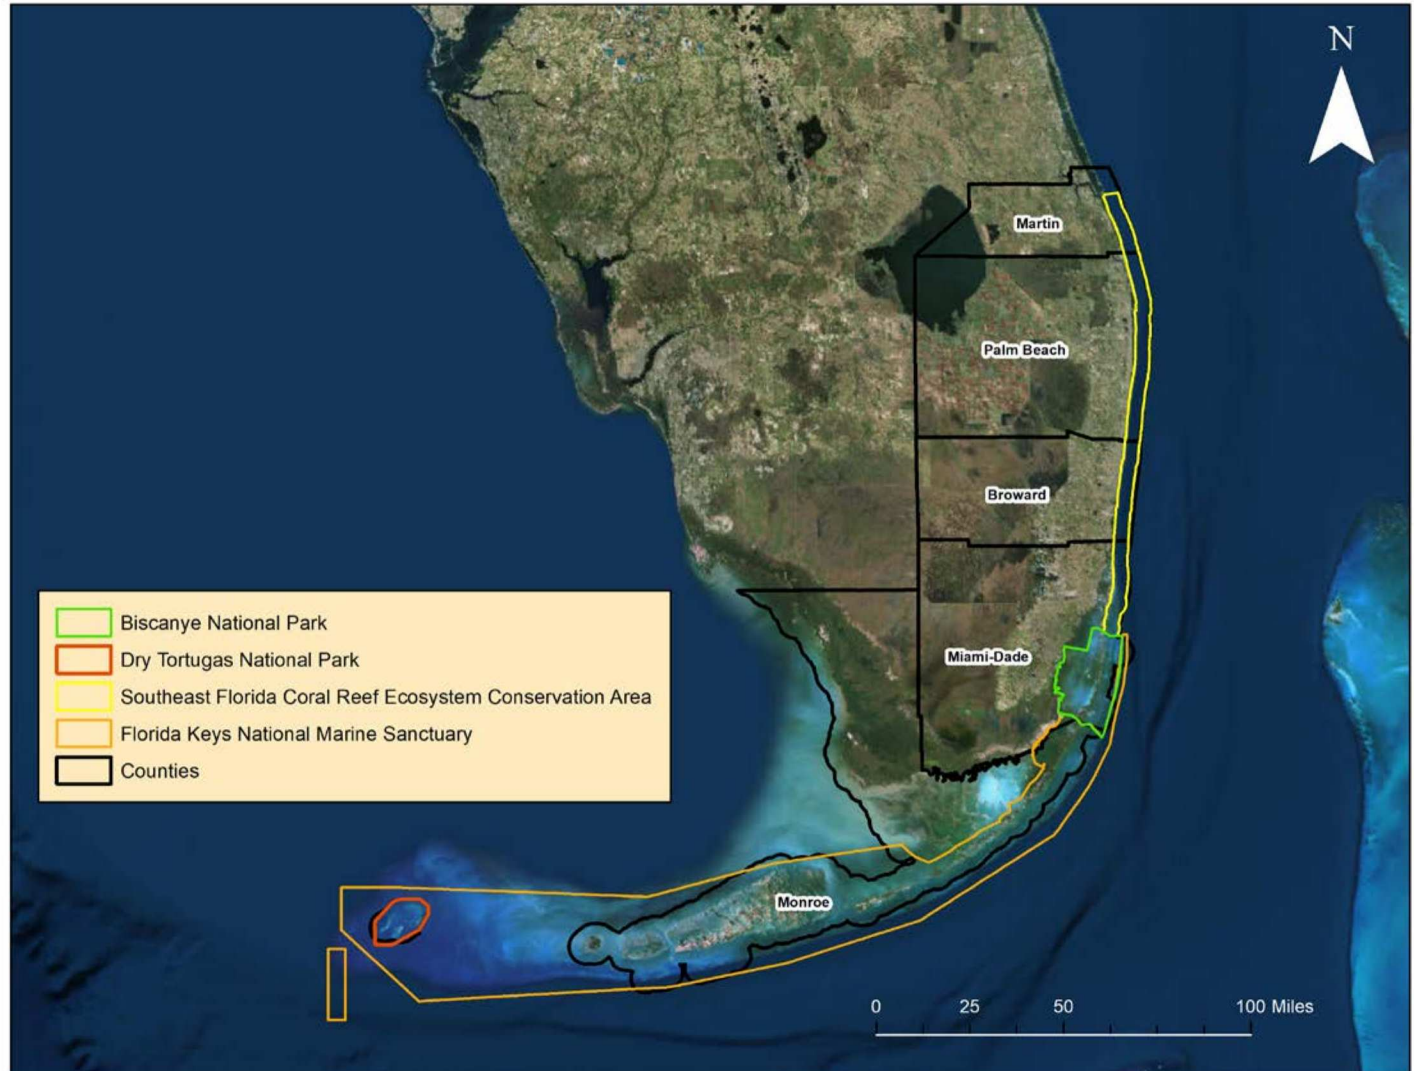 N
Martin
Palm Beach
Broward
Miami-Dade
Biscanye National Park
Dry Tortugas National Park
Southeast Florida Coral Reef Ecosystem Conservation Area
Florida Keys National Marine Sanctuary
Counties
Monroe
0 25 50 100 Miles